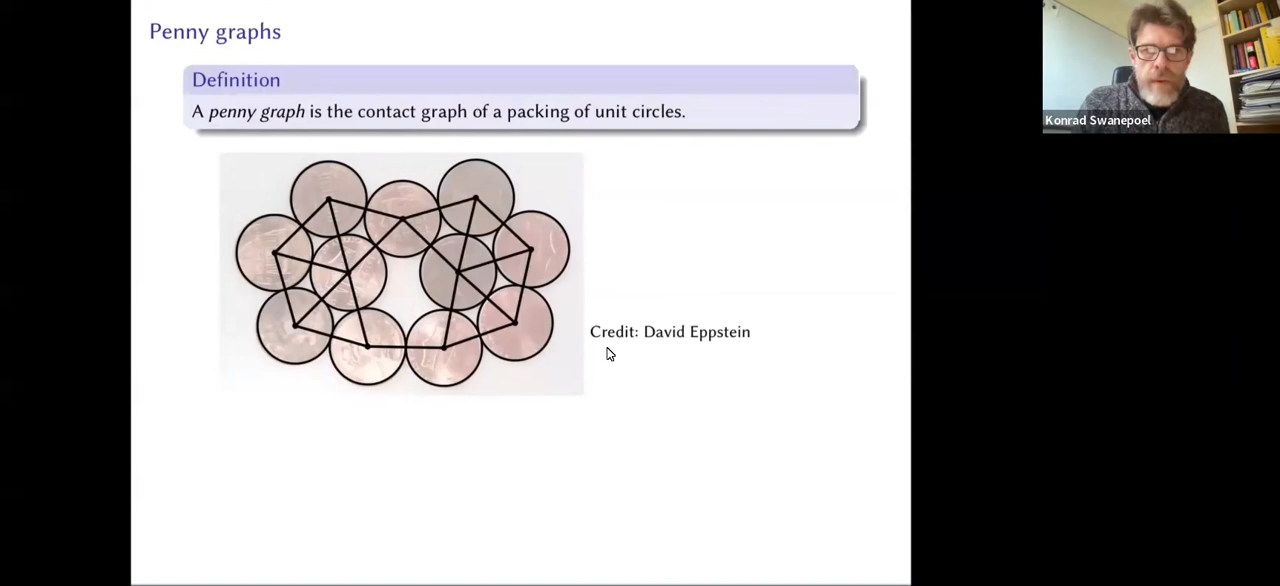 Penny graphs
Definition
A penny graph is the contact graph of a packing of unit circles.
Credit: David Eppstein
Konrad Swanepoel